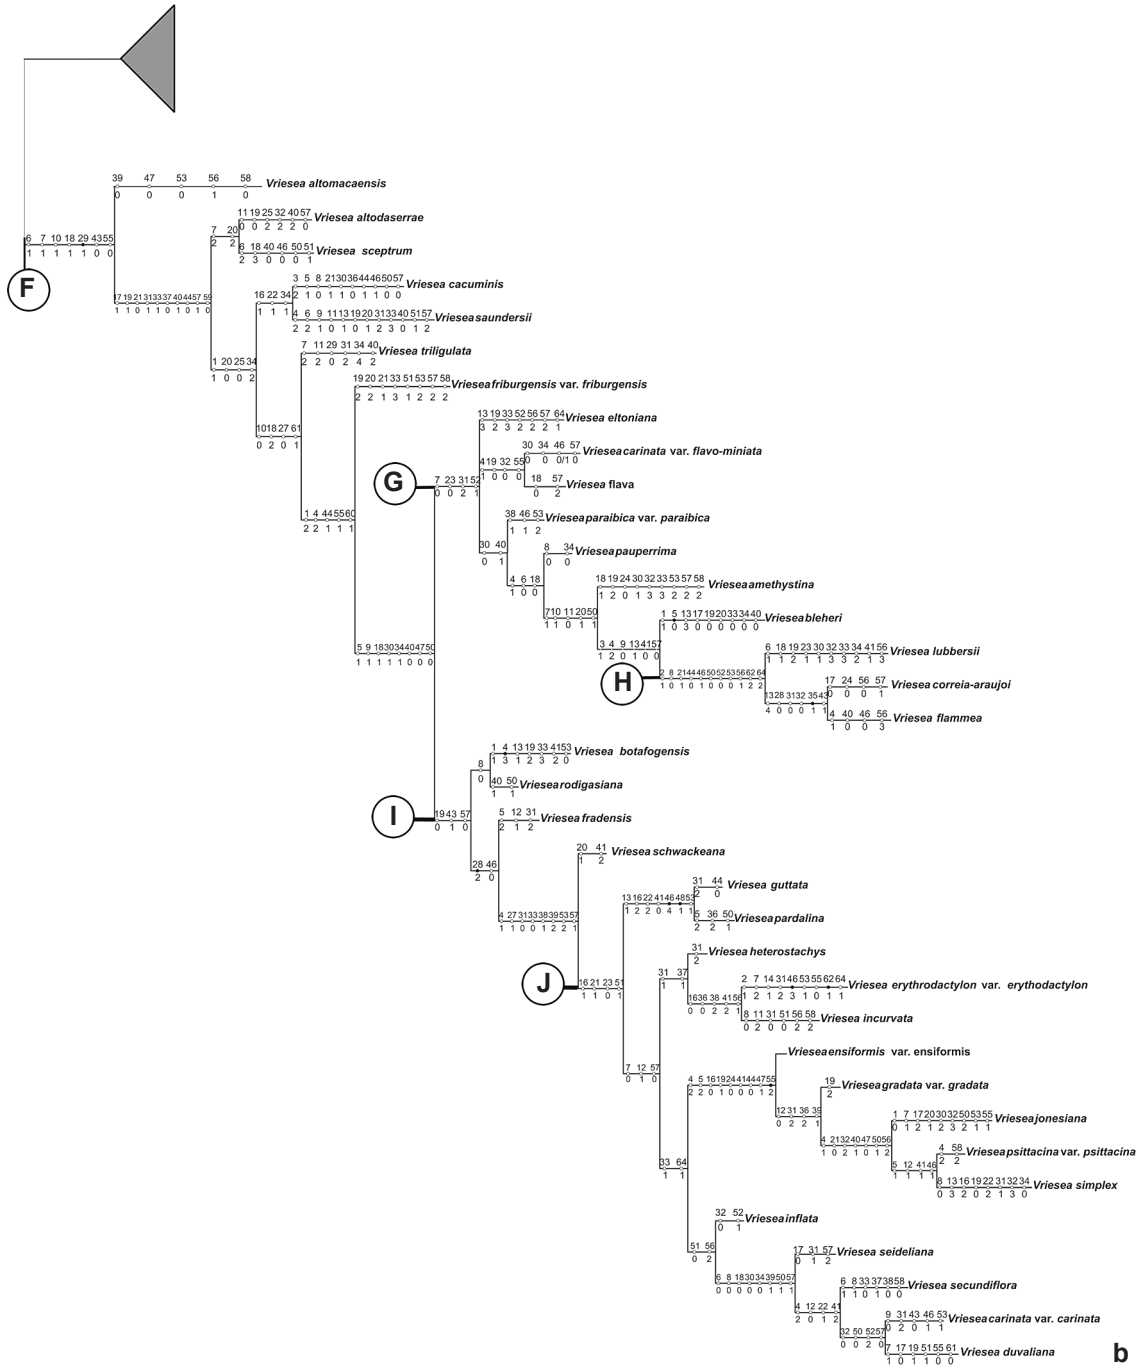 39 47 53 56 58
Vriesea altomacaensis
0 0 0 1 0
11 19 25 32 40 57
Vriesea altodaserrae
0 0 2 2 2 0
7 20
2 2
6 7 10 18 29 43 55
1 1 1 1 1 0 0
6 18 40 46 50 51
Vriesea sceptrum
2 3 0 0 0 1
F
3 5 8 21 30 36 44 46 50 57
Vriesea cacuminis
2 1 0 1 1 0 1 1 0 0
16 22 34
1 1 1
17 19 21 31 33 37 40 44 57 59
1 1 0 1 1 1 0 1 0 1 0
4 6 9 11 13 19 20 31 33 40 51 57
Vriesea saundersii
2 2 1 0 1 0 1 2 3 0 1 2
7 11 29 31 34 40
Vriesea triligulata
2 2 0 2 4 2
1 20 25 34
1 0 0 2
19 20 21 33 51 53 57 58
Vriesea friburgensis var. friburgensis
2 2 1 3 1 2 2 2
13 19 33 52 56 57 64
Vriesea eltoniana
3 2 3 2 2 2 1
10 18 27 61
0 2 0 1
30 34 46 57
Vriesea carinata var. flavo-miniata
0 0 0/1 0
4 19 32 55
1 0 0 0
G
7 23 31 52
0 0 2 1
18 57
Vriesea flava
0 2
1 4 44 55 60
2 2 1 1 1
38 46 53
Vriesea paraibica var. paraibica
1 1 2
30 40
0 1
8 34
Vriesea pauperrima
0 0
4 6 18
1 0 0
18 19 24 30 32 33 53 57 58
Vriesea amethystina
1 2 0 1 3 3 2 2 2
7 10 11 20 50
1 1 0 1 1
1 5 13 17 19 20 33 34 40
Vriesea bleheri
1 0 3 0 0 0 0 0 0
5 9 18 30 34 40 47 50
1 1 1 1 1 0 0 0
3 4 9 13 41 57
1 2 0 1 0 0
6 18 19 23 30 32 33 34 41 56
Vriesea lubbersii
1 1 2 1 1 3 3 2 1 3
H
2 8 21 44 46 50 52 53 56 62 64
1 0 1 0 1 0 0 0 1 2 2
17 24 56 57
Vriesea correia-araujoi
0 0 0 1
13 28 31 32 35 43
4 0 0 0 1 1
4 40 46 56
Vriesea flammea
1 0 0 3
1 4 13 19 33 41 53
Vriesea botafogensis
1 3 1 2 3 2 0
8
0
40 50
Vriesea rodigasiana
1 1
I
19 43 57
0 1 0
5 12 31
Vriesea fradensis
2 1 2
20 41
Vriesea schwackeana
1 2
28 46
2 0
31 44
Vriesea guttata
2 0
13 16 22 41 46 48 53
1 2 2 0 4 1 1
5 36 50
Vriesea pardalina
2 2 1
4 27 31 33 38 39 53 57
1 1 0 0 1 2 2 1
31
Vriesea heterostachys
2
31 37
1 1
2 7 14 31 46 53 55 62 64
Vriesea erythrodactylon var. erythodactylon
1 2 1 2 3 0 0 1 1
J
16 21 23 51
1 1 0 1
16 36 38 41 56
0 0 2 2 1
8 11 31 51 56 58
Vriesea incurvata
0 2 0 0 2 2
Vriesea ensiformis var. ensiformis
7 12 57
0 1 0
4 5 16 19 24 41 44 47 55
2 2 0 1 0 0 0 1 2
19
Vriesea gradata var. gradata
2
12 31 36 39
0 2 2 1
1 7 17 20 30 32 50 53 55
Vriesea jonesiana
0 1 2 1 2 3 2 1 1
4 21 32 40 47 50 56
1 0 2 1 0 1 2
4 58
Vriesea psittacina var. psittacina
2 2
33 64
1 1
5 12 41 46
1 1 1 1
8 13 16 19 22 31 32 34
Vriesea simplex
0 3 2 0 2 1 3 0
32 52
Vriesea inflata
0 1
51 56
0 2
17 31 57
Vriesea seideliana
0 1 2
6 8 18 30 34 39 50 57
0 0 0 0 0 1 1 1
6 8 33 37 38 58
Vriesea secundiflora
1 1 0 1 0 0
4 12 22 41
2 0 1 2
9 31 43 46 53
Vriesea carinata var. carinata
0 2 0 1 1
32 50 52 57
0 0 2 0
7 17 19 51 55 61
Vriesea duvaliana
1 0 1 1 0 0
b